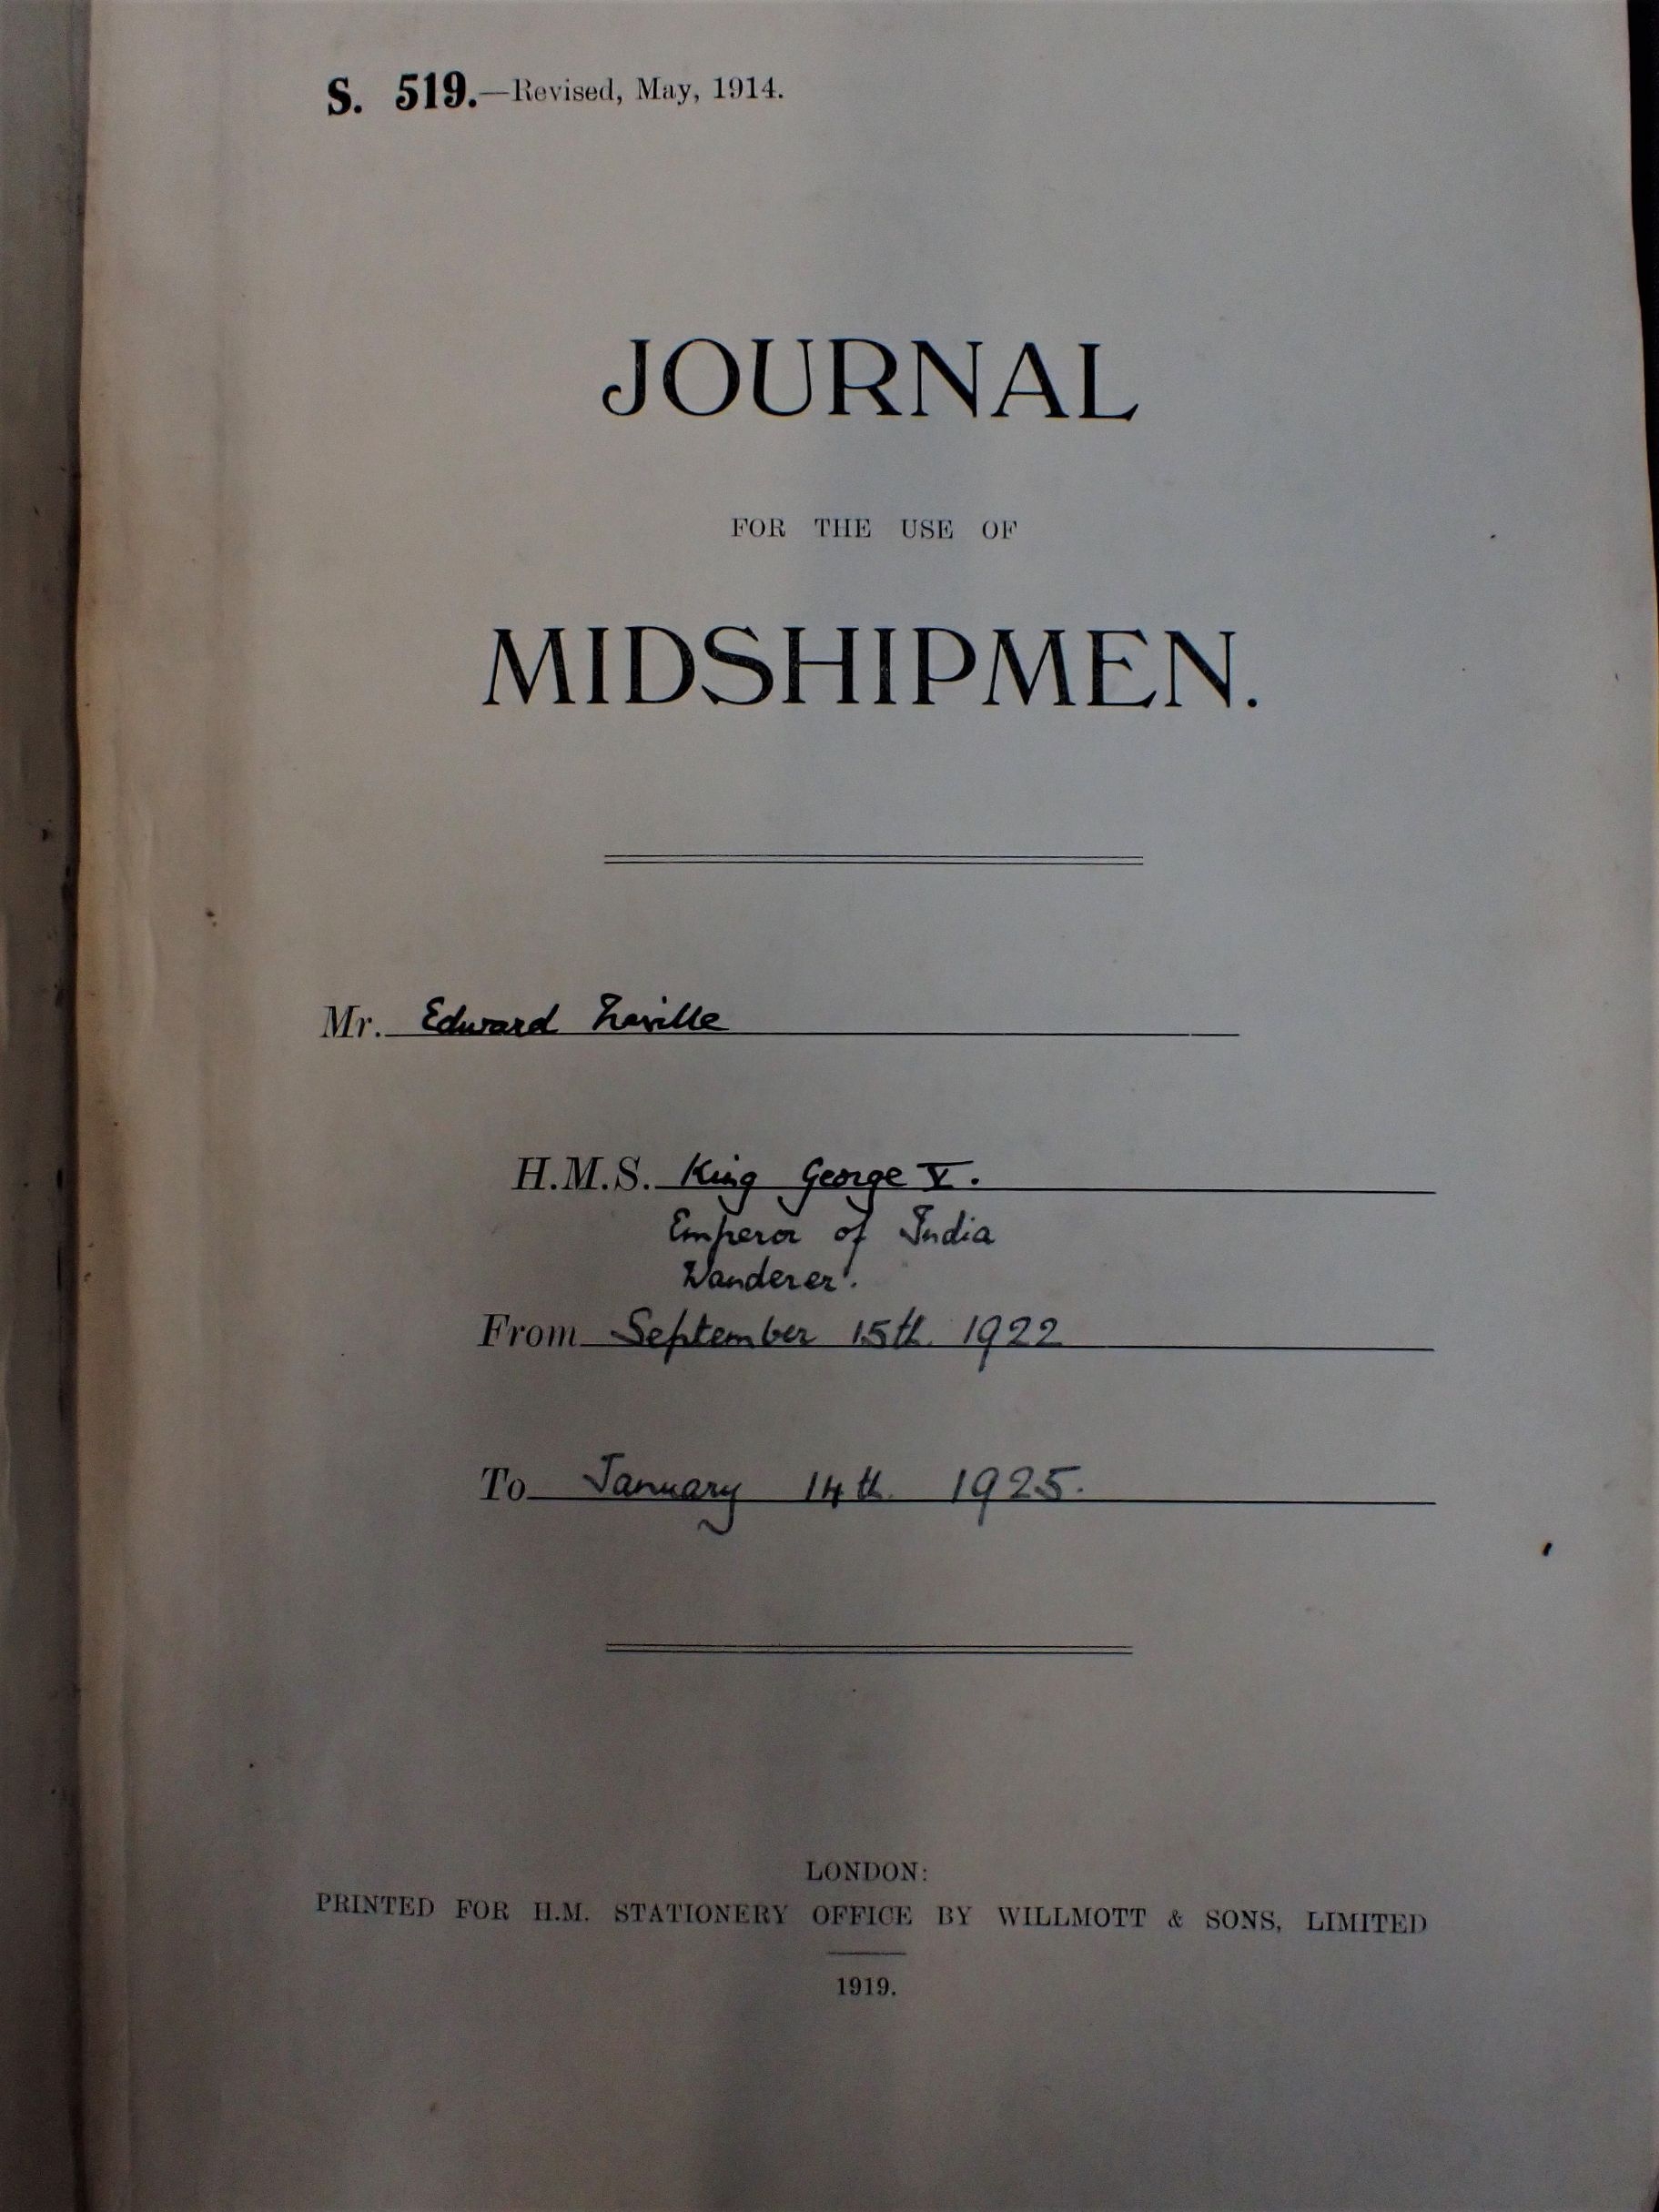 S. 519.—Revised, May, 1914.
JOURNAL
FOR THE USE OF
MIDSHIPMEN.
Mr. Edward Neville
H.M.S. King George V.
Emperor of India
Wanderer.
From September 15th 1922
To January 14th 1925.
LONDON:
PRINTED FOR H.M. STATIONERY OFFICE BY WILLMOTT & SONS, LIMITED
1919.